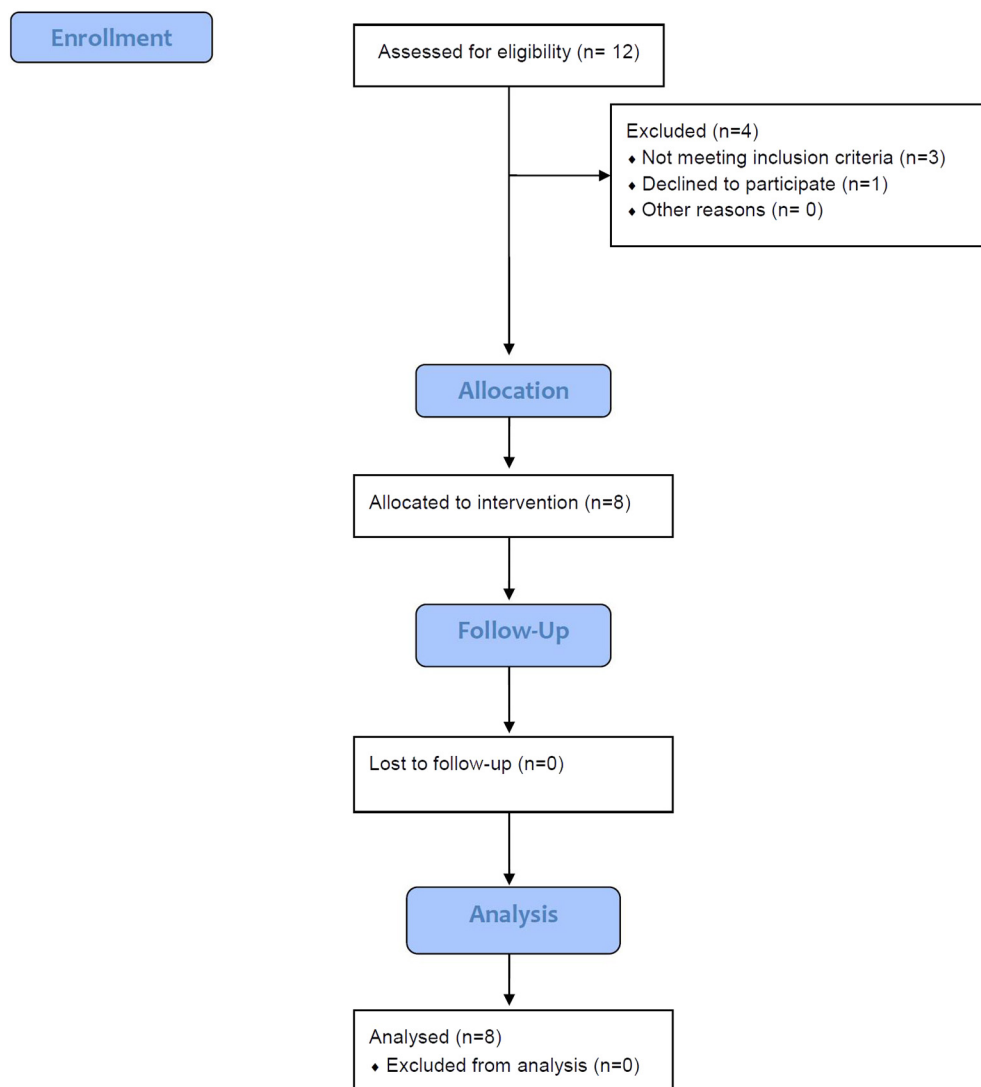 Enrollment
Assessed for eligibility (n= 12)
Excluded (n=4)
♦ Not meeting inclusion criteria (n=3)
♦ Declined to participate (n=1)
♦ Other reasons (n= 0)
Allocation
Allocated to intervention (n=8)
Follow-Up
Lost to follow-up (n=0)
Analysis
Analysed (n=8)
♦ Excluded from analysis (n=0)